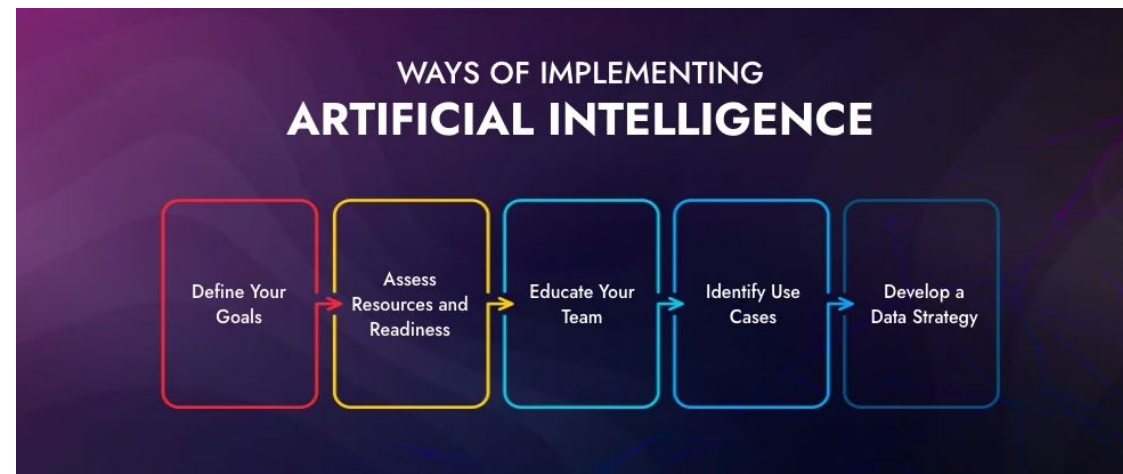 WAYS OF IMPLEMENTING
ARTIFICIAL INTELLIGENCE
Define Your
Goals
Assess
Resources and
Readiness
Educate Your
Team
Identify Use
Cases
Develop a
Data Strategy